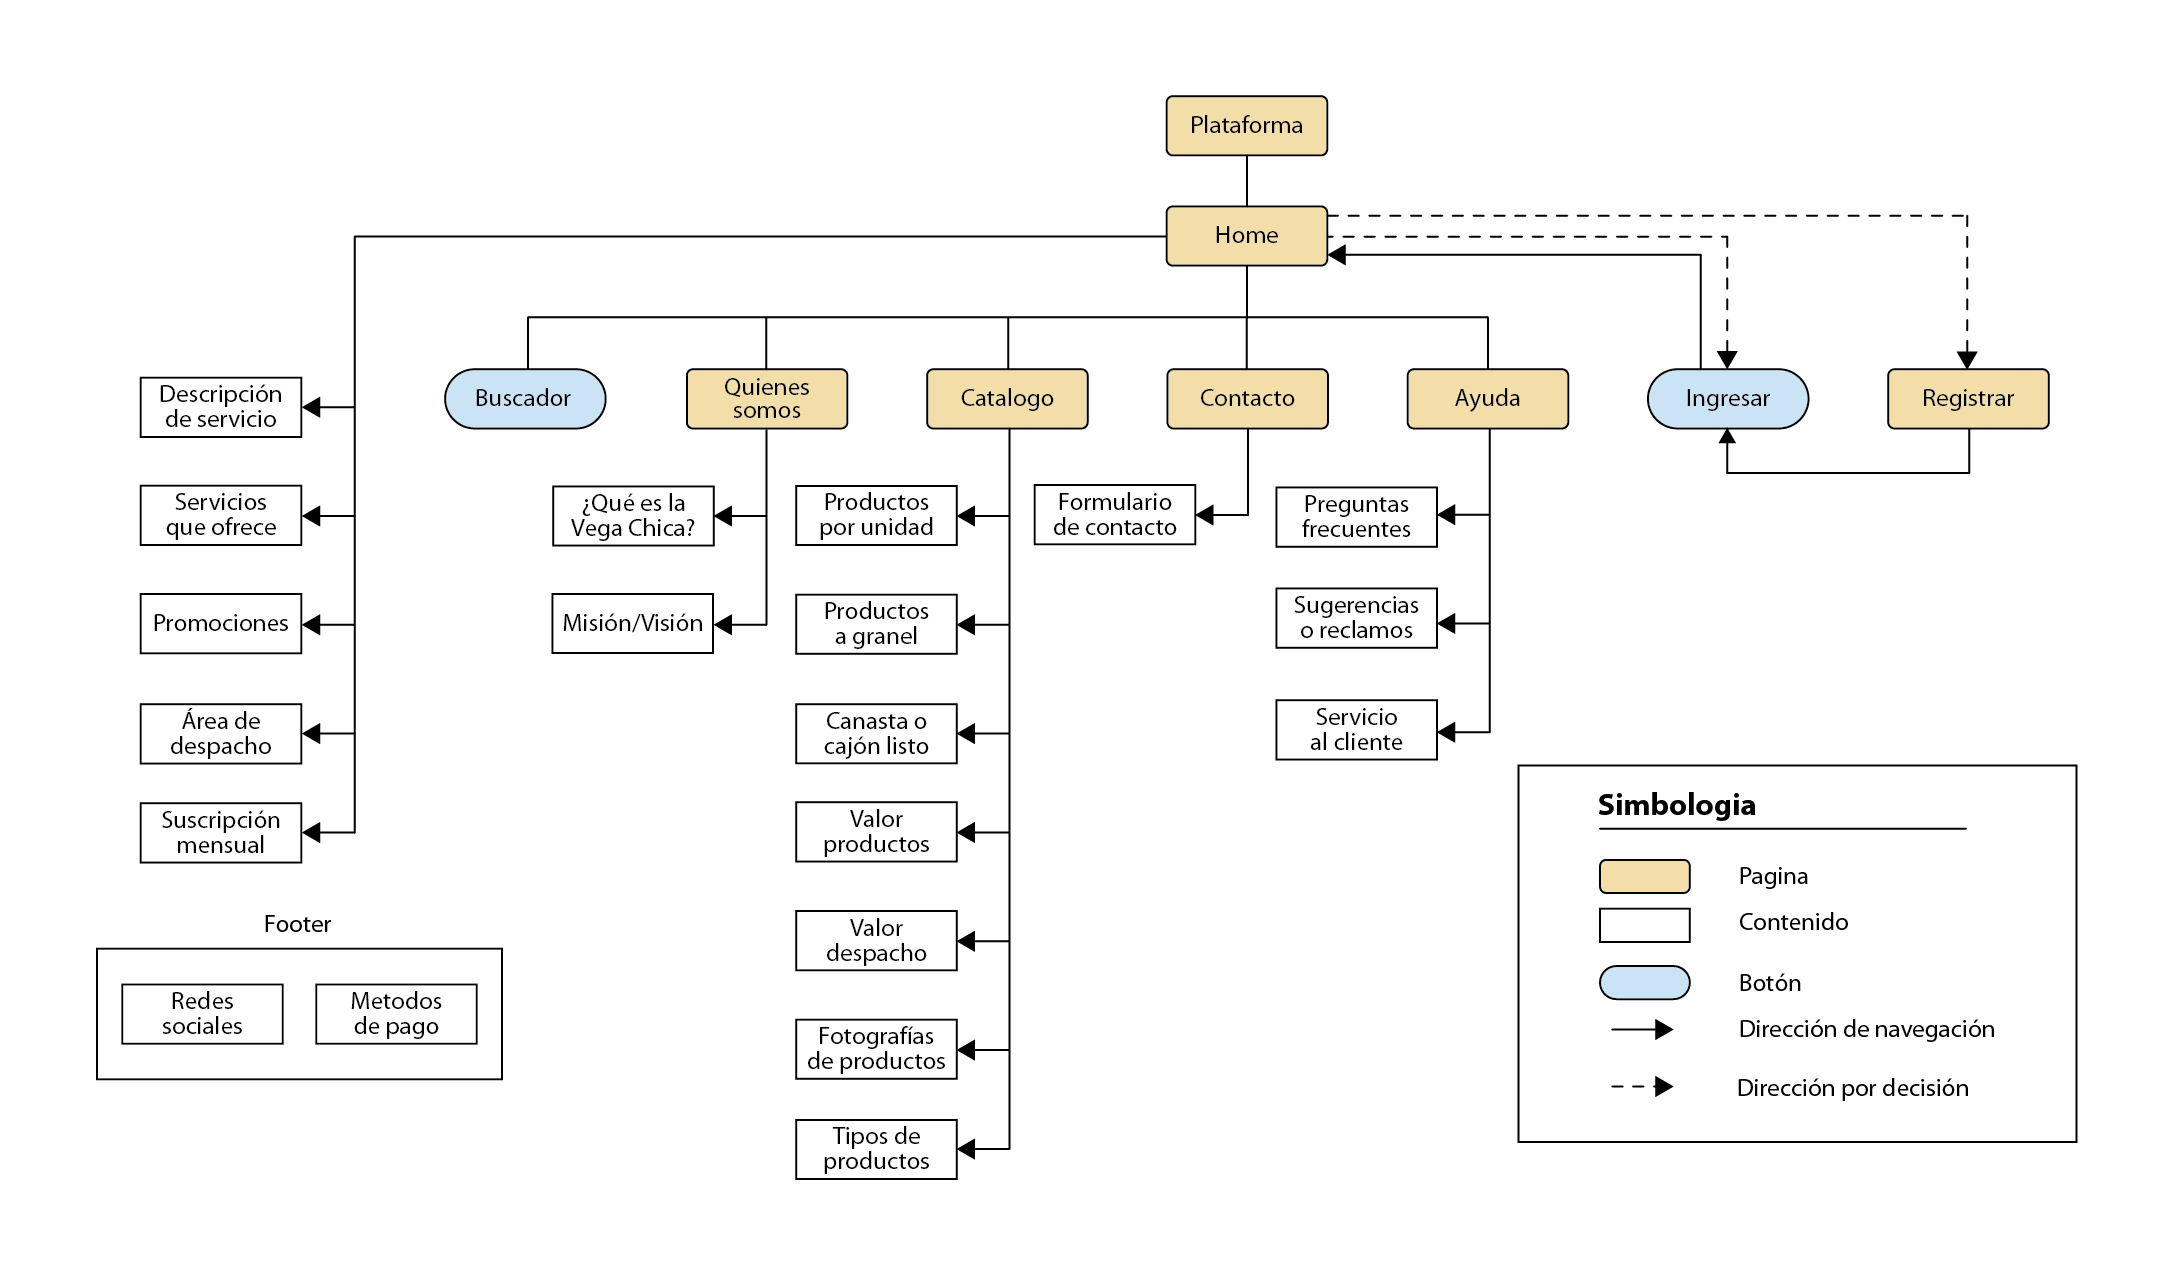 Plataforma
Home
Descripción
de servicio
Servicios
que ofrece
Promociones
Área de
despacho
Suscripción
mensual
Buscador
Quienes
somos
¿Qué es la
Vega Chica?
Misión/Visión
Catalogo
Productos
por unidad
Productos
a granel
Canasta o
cajón listo
Valor
productos
Valor
despacho
Fotografías
de productos
Tipos de
productos
Contacto
Formulario
de contacto
Ayuda
Preguntas
frecuentes
Sugerencias
o reclamos
Servicio
al cliente
Ingresar
Registrar
Footer
Redes
sociales
Metodos
de pago
Simbologia
Pagina
Contenido
Botón
Dirección de navegación
Dirección por decisión